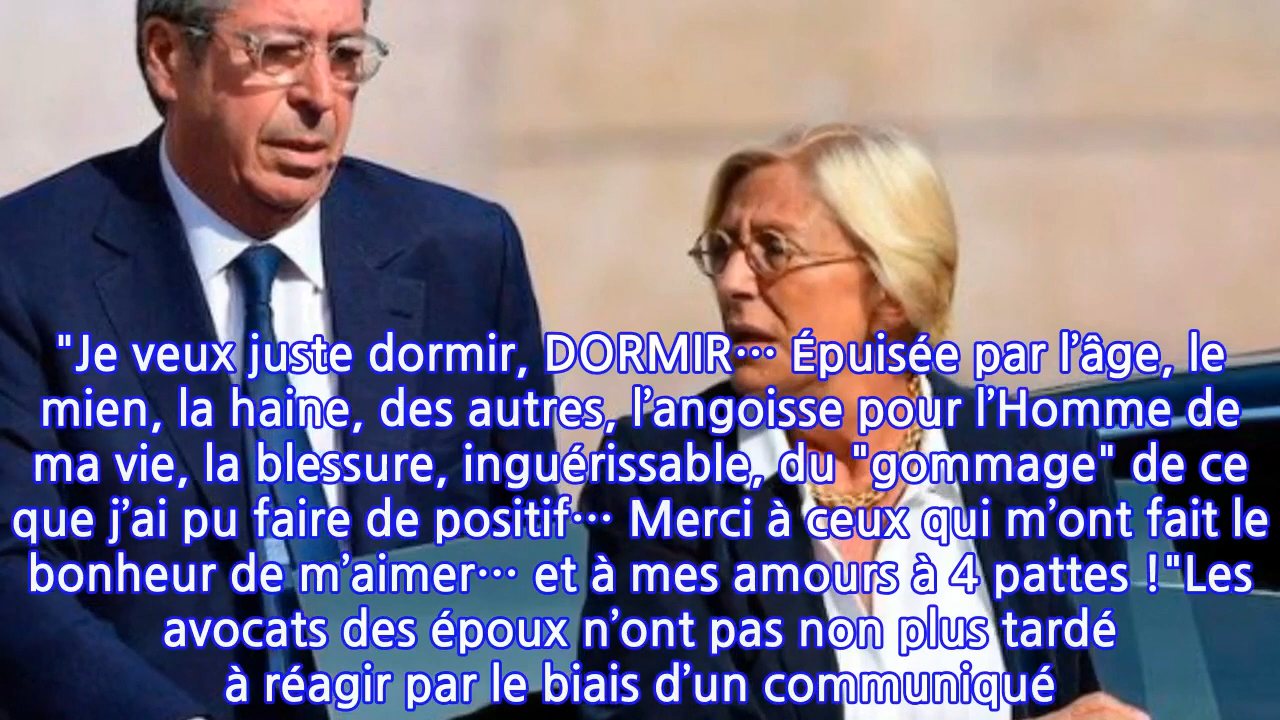 "Je veux juste dormir, DORMIR… Épuisée par l’âge, le
mien, la haine, des autres, l’angoisse pour l’Homme de
ma vie, la blessure, inguérissable, du "gommage" de ce
que j’ai pu faire de positif… Merci à ceux qui m’ont fait le
bonheur de m’aimer… et à mes amours à 4 pattes !"Les
avocats des époux n’ont pas non plus tardé
à réagir par le biais d’un communiqué